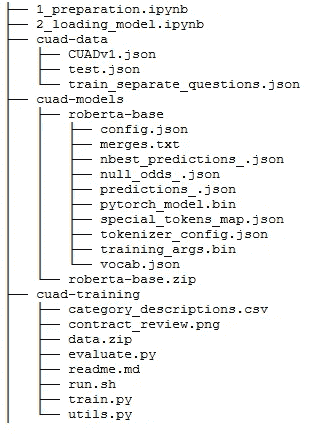 ├── 1_preparation.ipynb
├── 2_loading_model.ipynb
├── cuad-data
│   ├── CUADv1.json
│   ├── test.json
│   └── train_separate_questions.json
├── cuad-models
│   ├── roberta-base
│   │   ├── config.json
│   │   ├── merges.txt
│   │   ├── nbest_predictions_.json
│   │   ├── null_odds_.json
│   │   ├── predictions_.json
│   │   ├── pytorch_model.bin
│   │   ├── special_tokens_map.json
│   │   ├── tokenizer_config.json
│   │   ├── training_args.bin
│   │   └── vocab.json
│   └── roberta-base.zip
├── cuad-training
│   ├── category_descriptions.csv
│   ├── contract_review.png
│   ├── data.zip
│   ├── evaluate.py
│   ├── readme.md
│   ├── run.sh
│   ├── train.py
│   └── utils.py